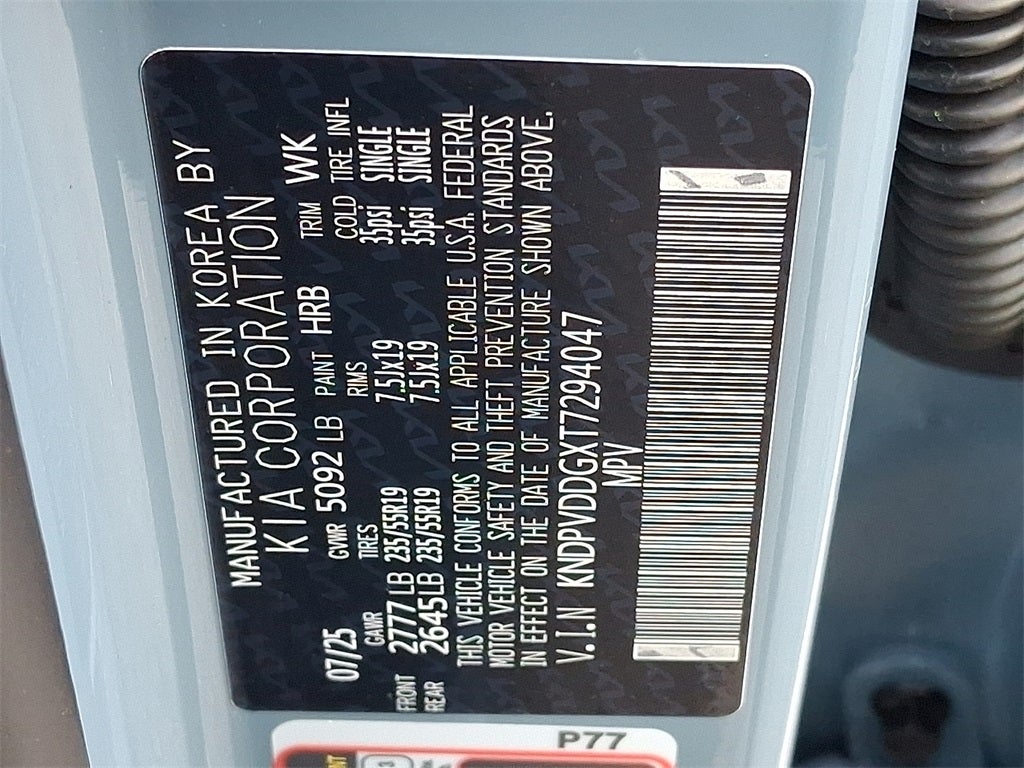 MANUFACTURED IN KOREA BY
KIA CORPORATION
07/25 GVWR 5092 LB PAINT HRB TRIM WK
GAWR TIRES RIMS COLD TIRE INFL
FRONT 2777 LB 235/55R19 7.5Jx19 35psi SINGLE
REAR 2645LB 235/55R19 7.5Jx19 35psi SINGLE
THIS VEHICLE CONFORMS TO ALL APPLICABLE U.S.A. FEDERAL
MOTOR VEHICLE SAFETY AND THEFT PREVENTION STANDARDS
IN EFFECT ON THE DATE OF MANUFACTURE SHOWN ABOVE.
V.I.N KNDPVDDGXT7294047
MPV
P77